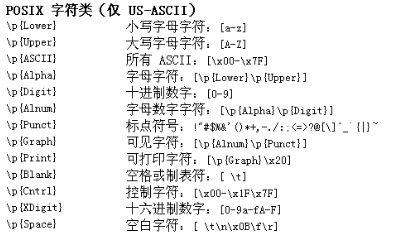 POSIX 字符类（仅 US-ASCII）
\p{Lower} 小写字母字符：[a-z]
\p{Upper} 大写字母字符：[A-Z]
\p{ASCII} 所有 ASCII：[\x00-\x7F]
\p{Alpha} 字母字符：[\p{Lower}\p{Upper}]
\p{Digit} 十进制数字：[0-9]
\p{Alnum} 字母数字字符：[\p{Alpha}\p{Digit}]
\p{Punct} 标点符号：!"#$%&'()*+,-./:;<=>?@[\]^_`{|}~
\p{Graph} 可见字符：[\p{Alnum}\p{Punct}]
\p{Print} 可打印字符：[\p{Graph}\x20]
\p{Blank} 空格或制表符：[ \t]
\p{Cntrl} 控制字符：[\x00-\x1F\x7F]
\p{XDigit} 十六进制数字：[0-9a-fA-F]
\p{Space} 空白字符：[ \t\n\x0B\f\r]